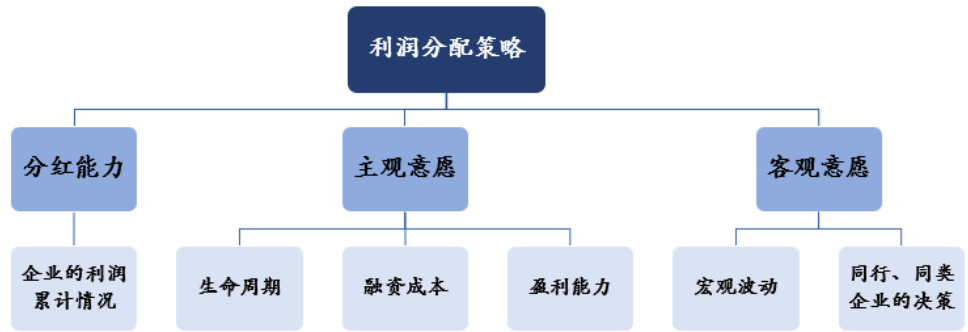 利润分配策略
分红能力
主观意愿
客观意愿
企业的利润
累计情况
生命周期
融资成本
盈利能力
宏观波动
同行、同类
企业的决策